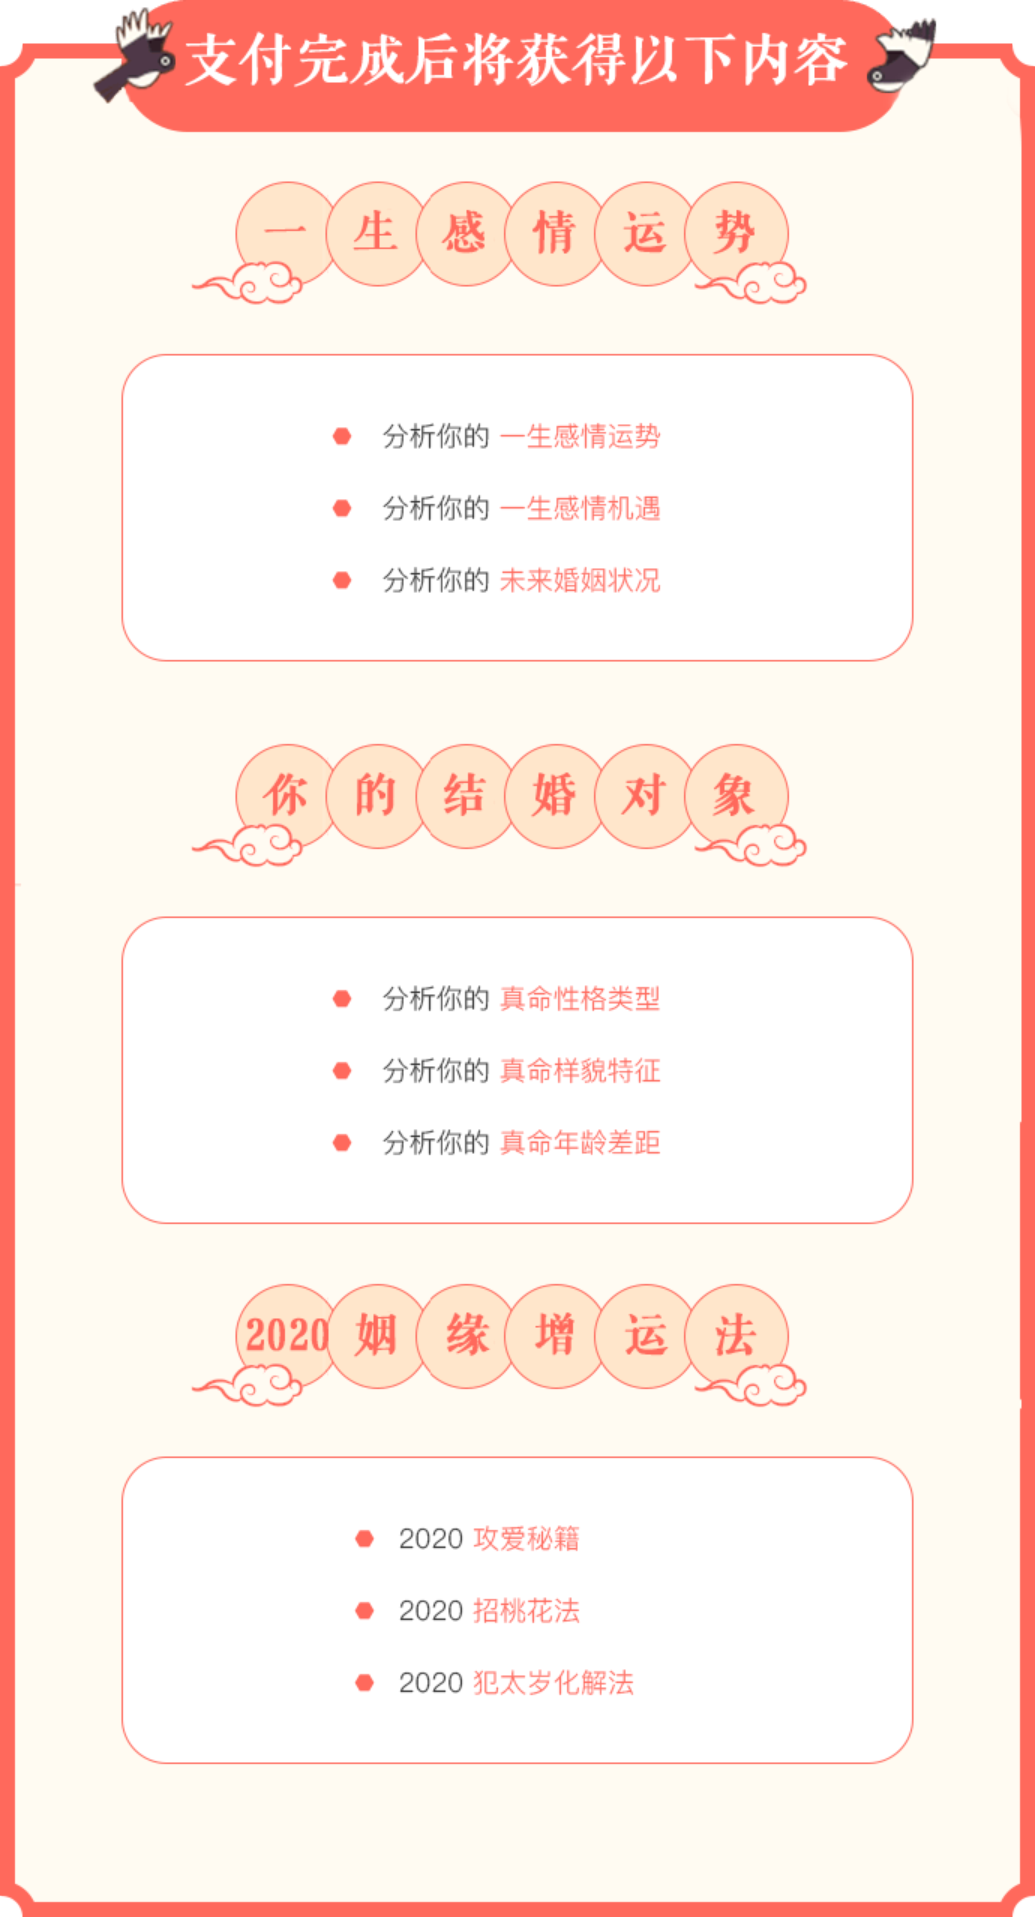 支付完成后将获得以下内容
一生感情运势
分析你的 一生感情运势
分析你的 一生感情机遇
分析你的 未来婚姻状况
你的结婚对象
分析你的 真命性格类型
分析你的 真命样貌特征
分析你的 真命年龄差距
2020姻缘增运法
2020 攻爱秘籍
2020 招桃花法
2020 犯太岁化解法